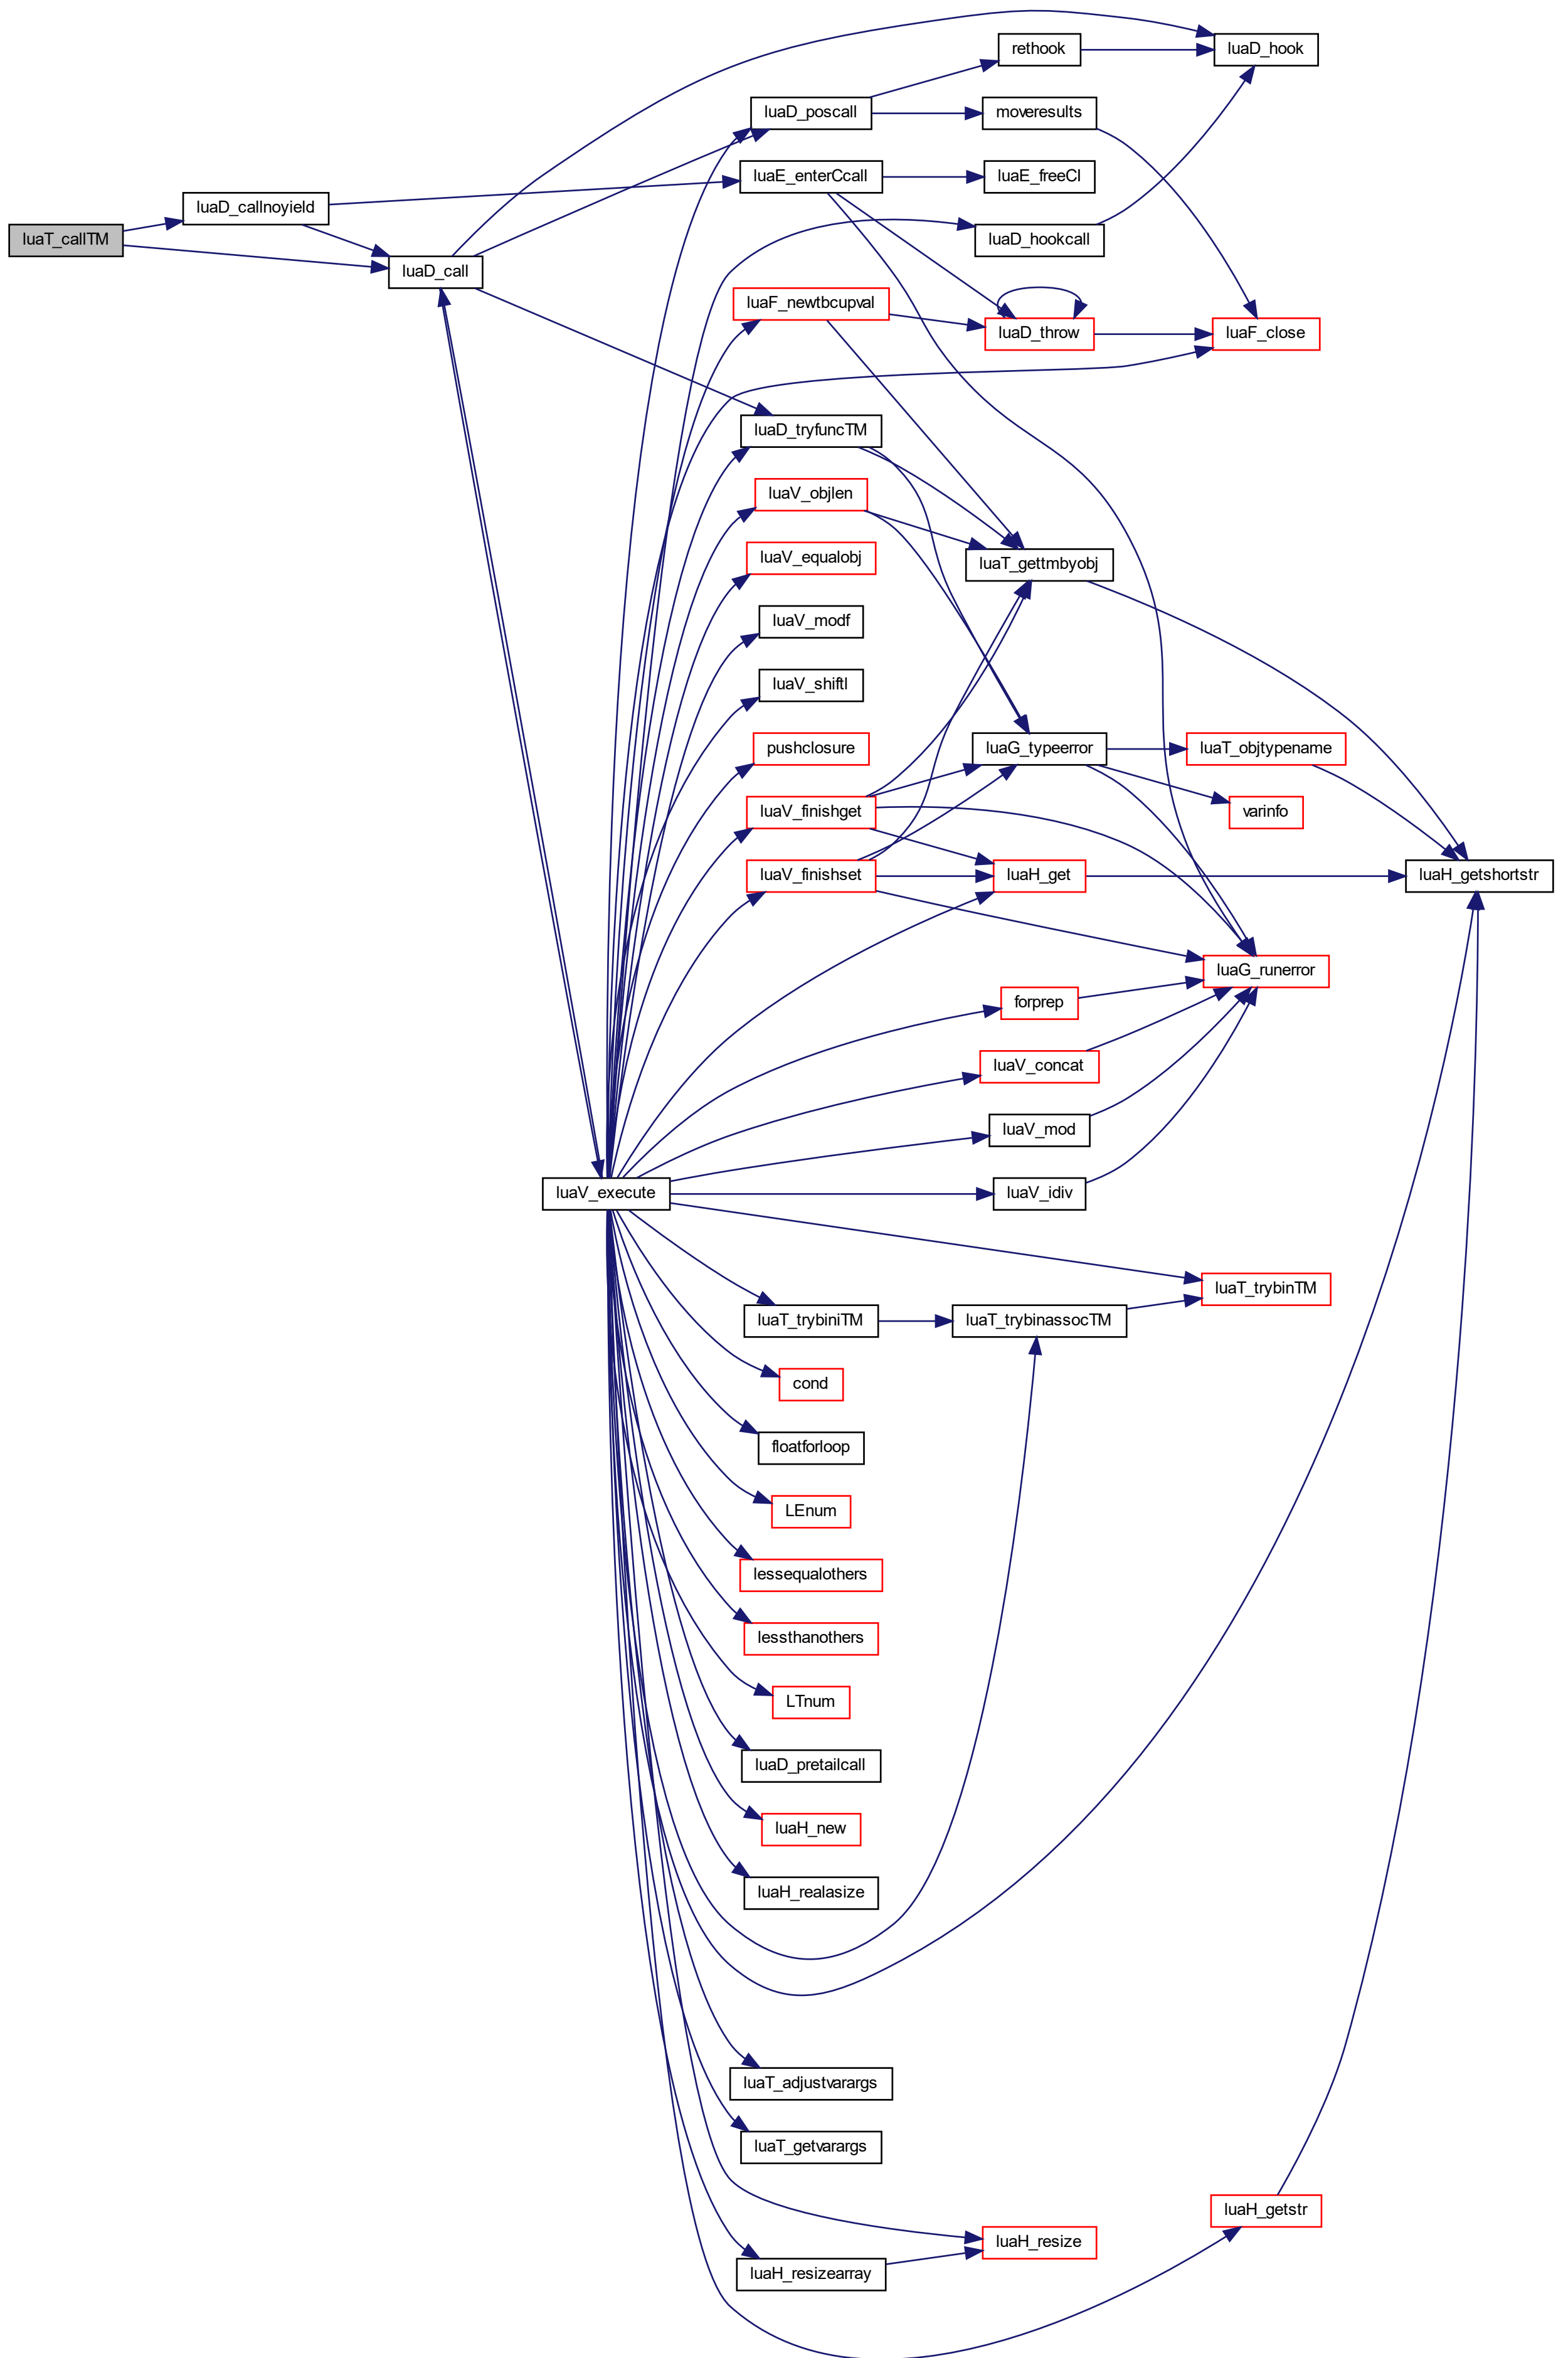 rethook
luaD_hook
luaD_poscall
moveresults
luaE_enterCcall
luaE_freeCI
luaD_callnoyield
luaT_callTM
luaD_hookcall
luaD_call
luaF_newtbcupval
luaD_throw
luaF_close
luaD_tryfuncTM
luaV_objlen
luaV_equalobj
luaT_gettmbyobj
luaV_modf
luaV_shiftl
pushclosure
luaG_typeerror
luaT_objtypename
luaV_finishget
varinfo
luaV_finishset
luaH_get
luaH_getshortstr
luaG_runerror
forprep
luaV_concat
luaV_mod
luaV_execute
luaV_idiv
luaT_trybinTM
luaT_trybiniTM
luaT_trybinassocTM
cond
floatforloop
LEnum
lessequalothers
lessthanothers
LTnum
luaD_pretailcall
luaH_new
luaH_realasize
luaT_adjustvarargs
luaT_getvarargs
luaH_getstr
luaH_resize
luaH_resizearray